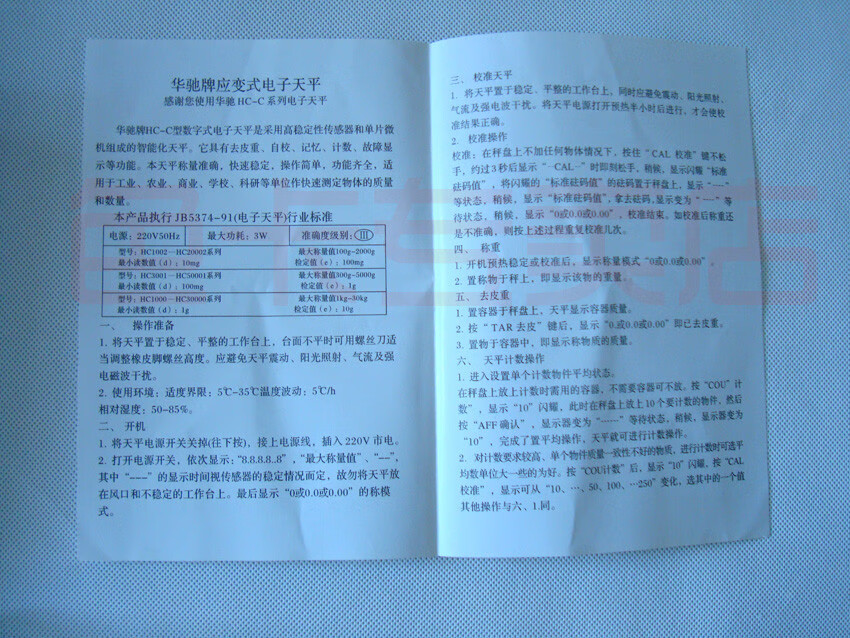 华驰牌应变式电子天平
感谢您使用华驰 HC-C 系列电子天平
华驰牌HC-C型数字式电子天平是采用高稳定性传感器和单片微
机组成的智能化天平。它具有去皮重、自校、记忆、计数、故障显
示等功能。本天平称量准确,快速稳定,操作简单,功能齐全,适
用于工业、农业、商业、学校、科研等单位作快速测定物体的质量
和数量。
本产品执行 JB5374-91(电子天平)行业标准
电源:220V50Hz 最大功耗:3W 准确度级别:Ⅲ
型号:HC1002—HC20002系列 最大称量值100g-2000g
最小读数值(d):10mg 检定值(e):100mg
型号:HC3001—HC50001系列 最大称量值300g-5000g
最小读数值(d):100mg 检定值(e):1g
型号:HC1000—HC30000系列 最大称量值1kg-30kg
最小读数值(d):1g 检定值(e):10g
一、 操作准备
1. 将天平置于稳定、平整的工作台上,台面不平时可用螺丝刀适
当调整橡皮脚螺丝高度。应避免天平震动、阳光照射、气流及强
电磁波干扰。
2. 使用环境:适度界限:5℃-35℃温度波动:5℃/h
相对湿度:50-85%。
二、 开机
1. 将天平电源开关关掉(往下按),接上电源线,插入 220V 市电。
2. 打开电源开关,依次显示:“8.8.8.8..8”,“最大称量值”、“--”,
其中“---”的显示时间视传感器的稳定情况而定,故勿将天平放
在风口和不稳定的工作台上。最后显示“0或0.0或0.00”的称模
式。
三、 校准天平
1. 将天平置于稳定、平整的工作台上,同时应避免震动、阳光照射、
气流及强电波干扰。将天平电源打开预热半小时后进行,才会使校
准结果正确。
2. 校准操作
校准:在秤盘上不加任何物体情况下,按住“CAL 校准”键不松
手,约过3秒后显示“-CAL-”时即刻松手,稍候,显示闪耀“标准
砝码值”,将闪耀的“标准砝码值”的砝码置于秤盘上,显示“---”
等状态,稍候,显示“标准砝码值”,拿去砝码,显示变为“---”等
待状态,稍候,显示“0或0.0或0.00”,校准结束,如校准后称重还
是不准确,则按上述过程重复校准几次。
四、 称重
1. 开机预热稳定或校准后,显示称量模式“0或0.0或0.00”。
2. 置称物于秤上,即显示该物的重量。
五、 去皮重
1. 置容器于秤盘上,天平显示容器质量。
2. 按“TAR 去皮”键后,显示“0.或0.0或0.00”即已去皮重。
3. 置物于容器中,即显示称物质的质量。
六、 天平计数操作
1. 进入设置单个计数物件平均状态。
在秤盘上放上计数时需用的容器,不需要容器可不放。按“COU”计
数”,显示“10”闪耀,此时在秤盘上放上10个要计数的物件,然后
按“AFF确认”,显示器变为“-----”等待状态,稍候,显示器变为
“10”,完成了置平均操作,天平就可进行计数操作。
2. 对计数要求较高、单个物件质量一致性不好的物质,进行计数时可选平
均数单位大一些的为好。按“COU计数”后,显示“10”闪耀,按“CAL
校准”,显示可从“10、…、50、100、…250”变化,选其中的一个值
其他操作与六、1.同。